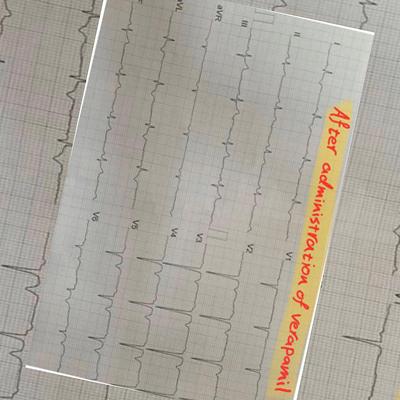 After administration of verapamil
I
II
III
aVR
aVL
V1
V2
V3
V4
V5
V6